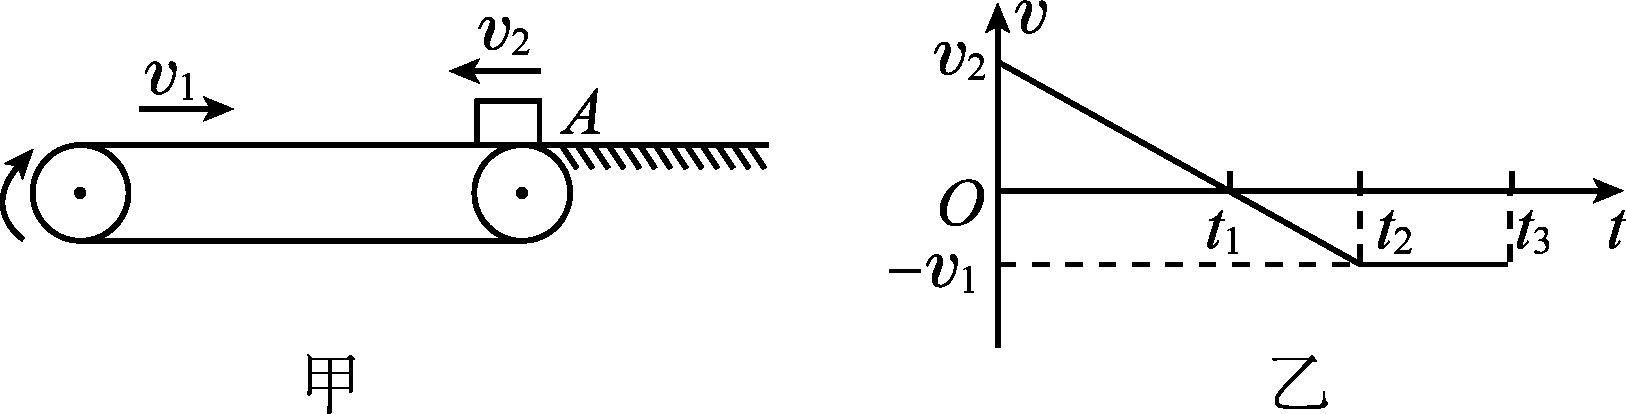 v₁
v₂
A
甲
v
v₂
O
t₁
t₂
t₃
t
−v₁
乙